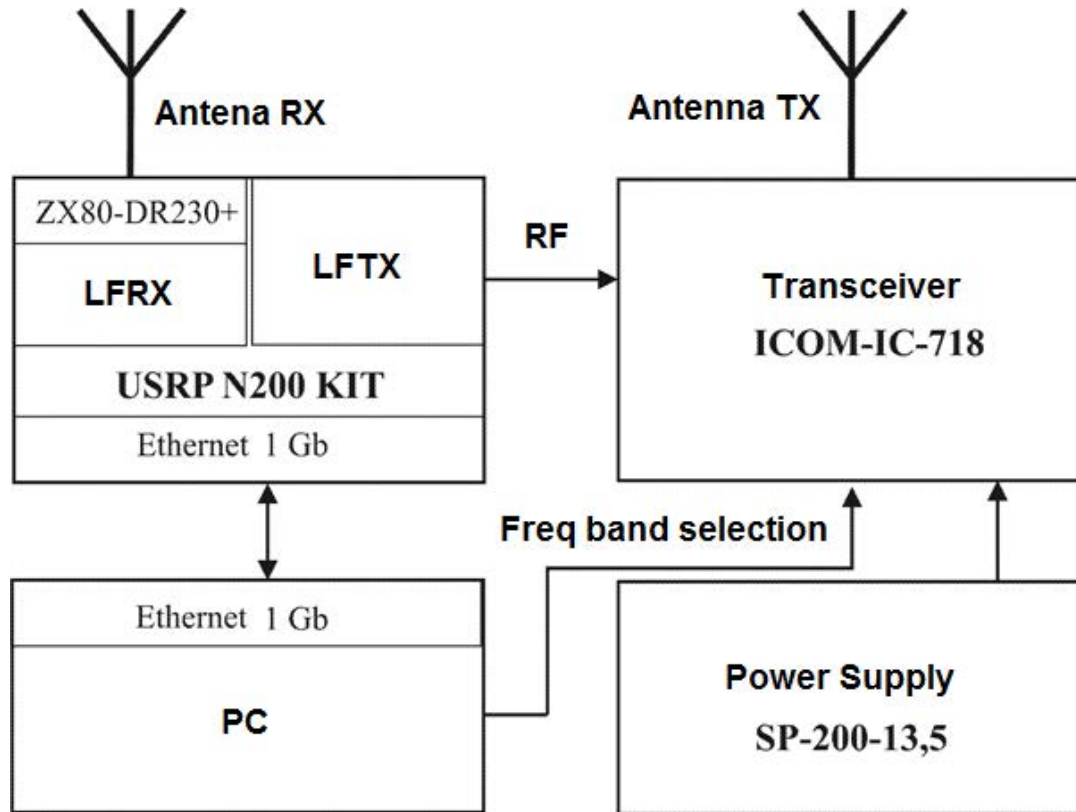 Antena RX
Antenna TX
ZX80-DR230+
LFRX
LFTX
USRP N200 KIT
Ethernet 1 Gb
RF
Transceiver
ICOM-IC-718
Freq band selection
Ethernet 1 Gb
PC
Power Supply
SP-200-13,5